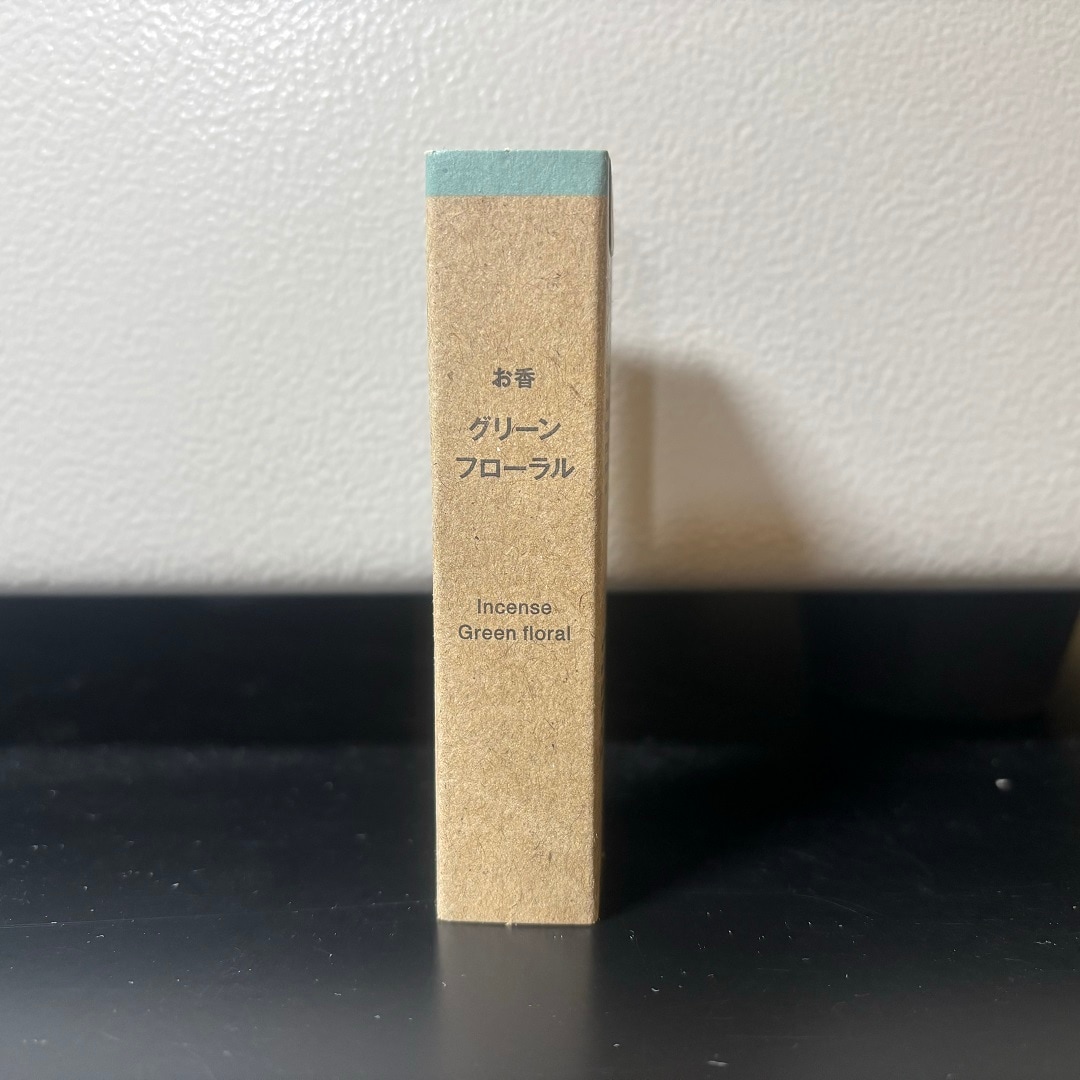 お香
グリーン
フローラル
Incense
Green floral